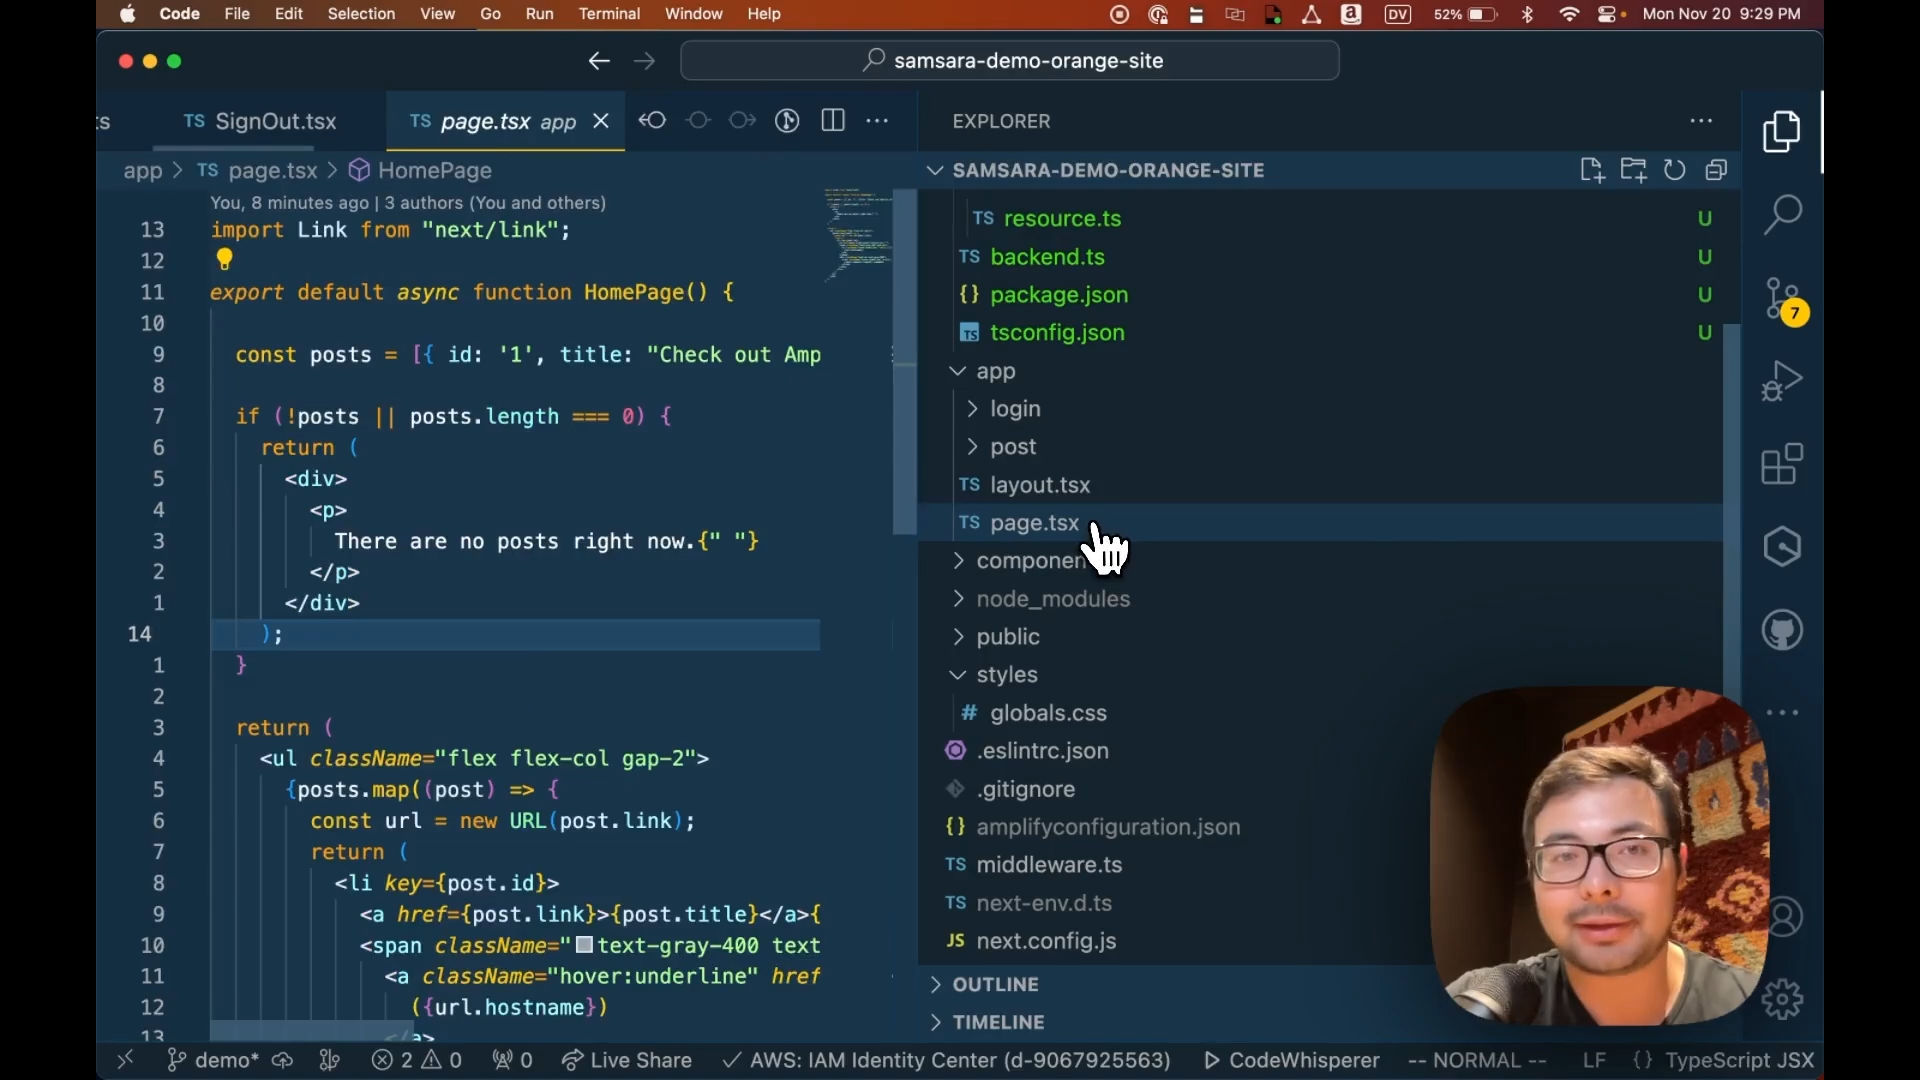 Code File Edit Selection View Go Run Terminal Window Help
DV 52% Mon Nov 20 9:29 PM
samsara-demo-orange-site
ts
TS SignOut.tsx
TS page.tsx app
app > TS page.tsx > HomePage
You, 8 minutes ago | 3 authors (You and others)
13 import Link from "next/link";
12
11 export default async function HomePage() {
10
9 const posts = [{ id: '1', title: "Check out Amp
8
7 if (!posts || posts.length === 0) {
6 return (
5 <div>
4 <p>
3 There are no posts right now.{" "}
2 </p>
1 </div>
14 );
1 }
2
3 return (
4 <ul className="flex flex-col gap-2">
5 {posts.map((post) => {
6 const url = new URL(post.link);
7 return (
8 <li key={post.id}>
9 <a href={post.link}>{post.title}</a>{
10 <span className="text-gray-400 text
11 <a className="hover:underline" href
12 ({url.hostname})
13 </a>
EXPLORER
SAMSARA-DEMO-ORANGE-SITE
TS resource.ts U
TS backend.ts U
{} package.json U
TS tsconfig.json U
app
login
post
TS layout.tsx
TS page.tsx
componen
node_modules
public
styles
# globals.css
.eslintrc.json
.gitignore
{} amplifyconfiguration.json
TS middleware.ts
TS next-env.d.ts
JS next.config.js
OUTLINE
TIMELINE
7
demo* 2 0 0 Live Share AWS: IAM Identity Center (d-9067925563) CodeWhisperer -- NORMAL -- LF {} TypeScript JSX